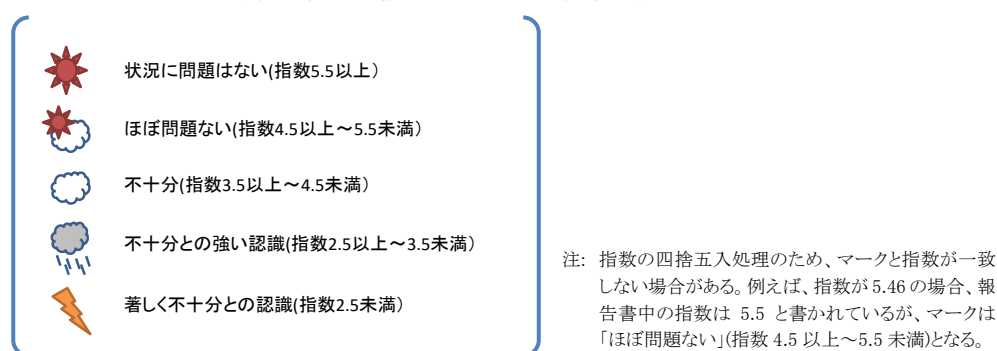 状況に問題はない(指数5.5以上)
ほぼ問題ない(指数4.5以上～5.5未満)
不十分(指数3.5以上～4.5未満)
不十分との強い認識(指数2.5以上～3.5未満)
著しく不十分との認識(指数2.5未満)
注: 指数の四捨五入処理のため、マークと指数が一致
しない場合がある。例えば、指数が 5.46 の場合、報
告書中の指数は 5.5 と書かれているが、マークは
「ほぼ問題ない」(指数 4.5 以上～5.5 未満)となる。